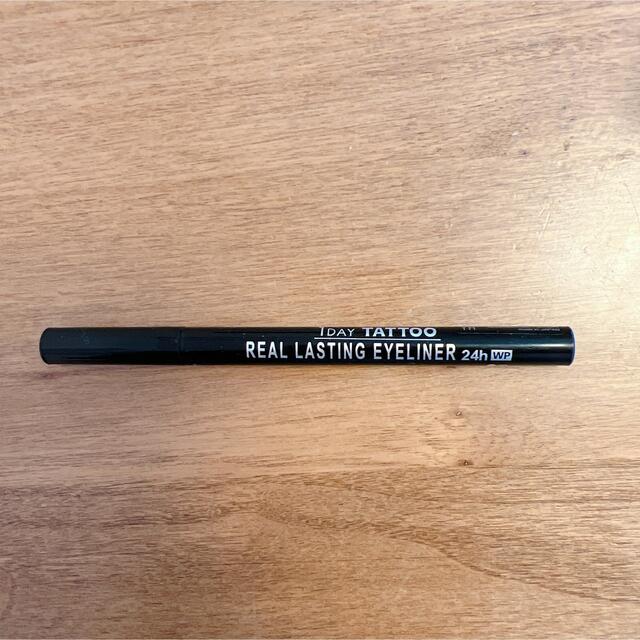 1DAY TATTOO
REAL LASTING EYELINER 24h WP